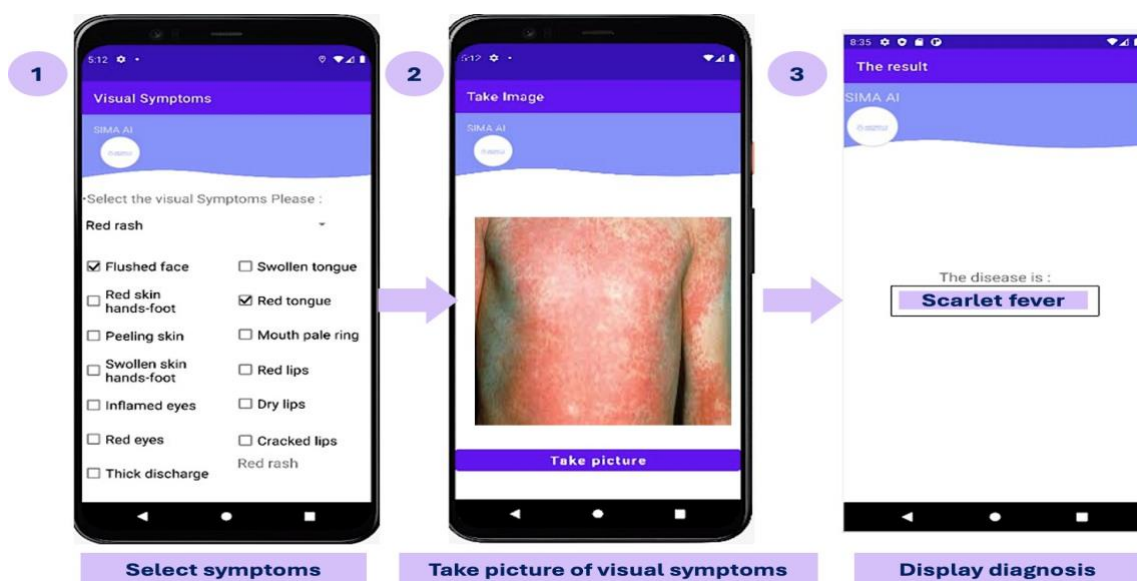 1
5:12
Visual Symptoms
SIMA AI
•Select the visual Symptoms Please :
Red rash
Flushed face
Swollen tongue
Red skin
hands-foot
Red tongue
Peeling skin
Mouth pale ring
Swollen skin
hands-foot
Red lips
Inflamed eyes
Dry lips
Red eyes
Cracked lips
Thick discharge
Red rash
Select symptoms
2
5:12
Take Image
SIMA AI
Take picture
Take picture of visual symptoms
3
8:35
The result
SIMA AI
The disease is :
Scarlet fever
Display diagnosis